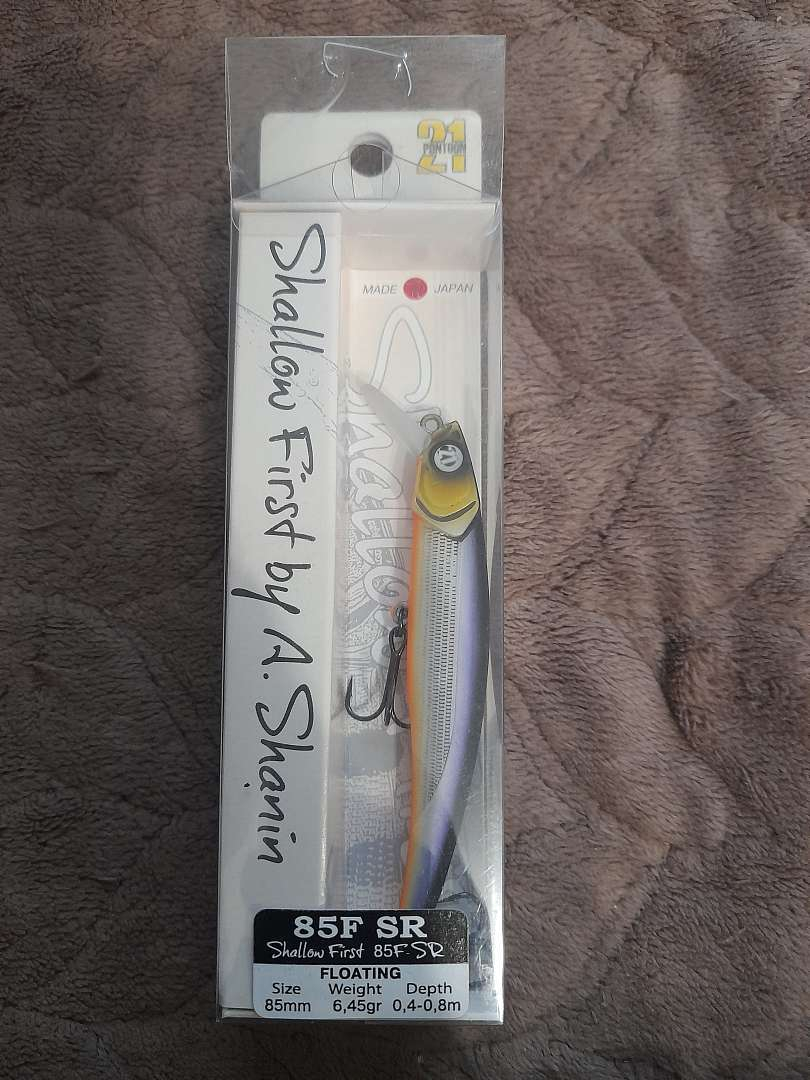 21
PONTOON
MADE JAPAN
Shallow
Shallow First by A. Shanin
85F SR
Shallow First 85F-SR
FLOATING
Size Weight Depth
85mm 6,45gr 0,4-0,8m